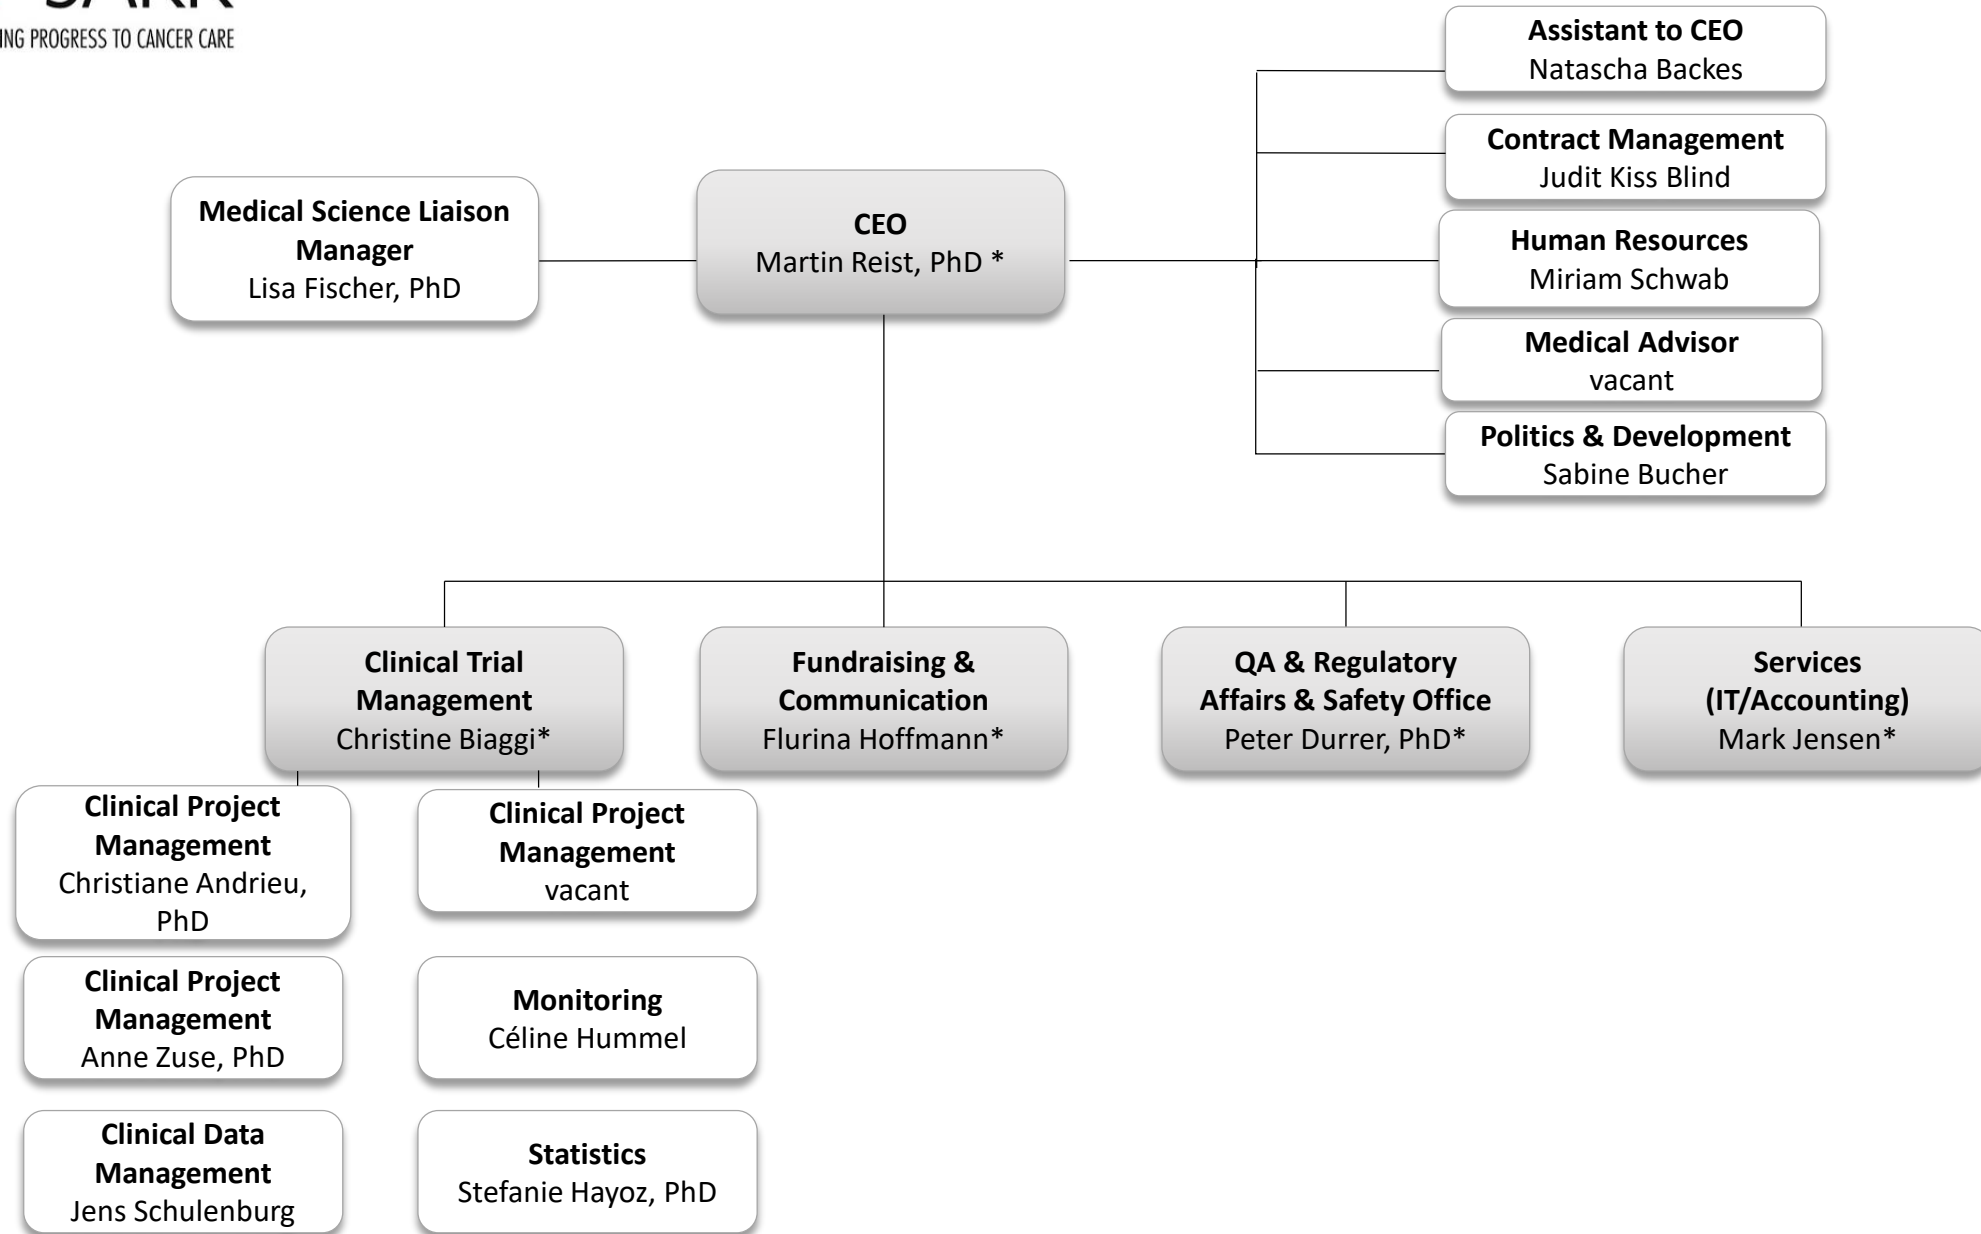 SAKK
NG PROGRESS TO CANCER CARE
Assistant to CEO
Natascha Backes
Contract Management
Judit Kiss Blind
Medical Science Liaison
Manager
Lisa Fischer, PhD
CEO
Martin Reist, PhD *
Human Resources
Miriam Schwab
Medical Advisor
vacant
Politics & Development
Sabine Bucher
Clinical Trial
Management
Christine Biaggi*
Fundraising &
Communication
Flurina Hoffmann*
QA & Regulatory
Affairs & Safety Office
Peter Durrer, PhD*
Services
(IT/Accounting)
Mark Jensen*
Clinical Project
Management
Christiane Andrieu,
PhD
Clinical Project
Management
vacant
Clinical Project
Management
Anne Zuse, PhD
Monitoring
Céline Hummel
Clinical Data
Management
Jens Schulenburg
Statistics
Stefanie Hayoz, PhD